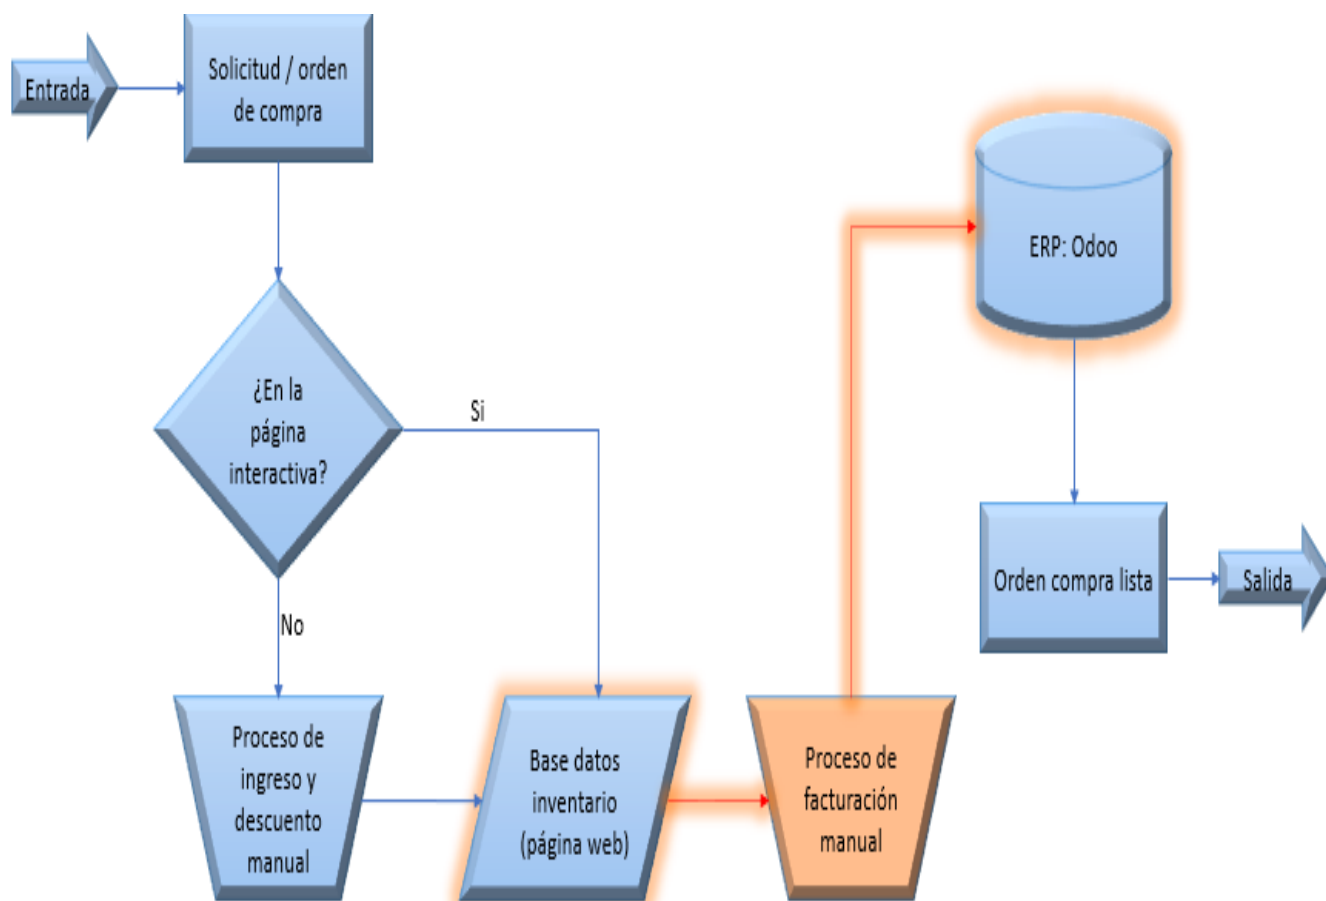 Entrada
Solicitud / orden
de compra
¿En la
página
interactiva?
Si
No
Proceso de
ingreso y
descuento
manual
Base datos
inventario
(página web)
Proceso de
facturación
manual
ERP: Odoo
Orden compra lista
Salida